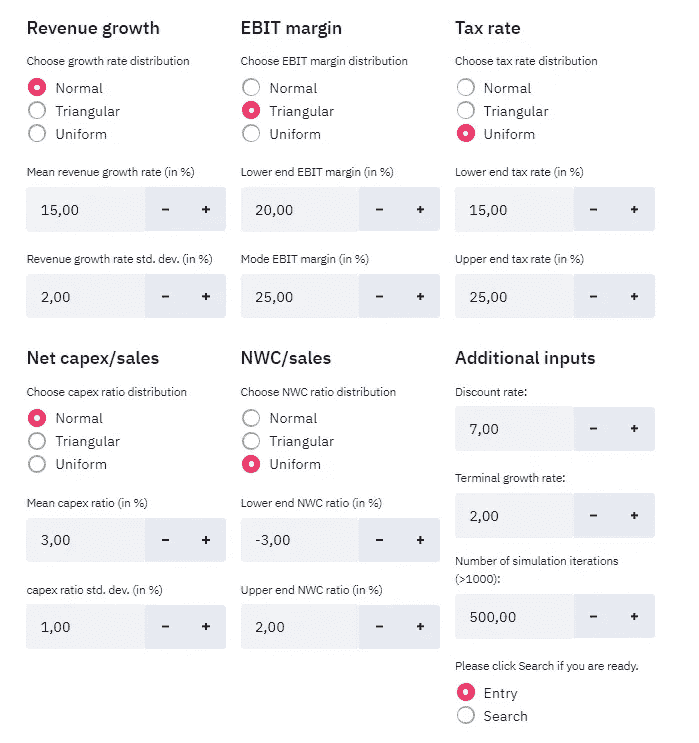 Revenue growth
Choose growth rate distribution
Normal
Triangular
Uniform
Mean revenue growth rate (in %)
15,00 - +
Revenue growth rate std. dev. (in %)
2,00 - +
EBIT margin
Choose EBIT margin distribution
Normal
Triangular
Uniform
Lower end EBIT margin (in %)
20,00 - +
Mode EBIT margin (in %)
25,00 - +
Tax rate
Choose tax rate distribution
Normal
Triangular
Uniform
Lower end tax rate (in %)
15,00 - +
Upper end tax rate (in %)
25,00 - +
Net capex/sales
Choose capex ratio distribution
Normal
Triangular
Uniform
Mean capex ratio (in %)
3,00 - +
capex ratio std. dev. (in %)
1,00 - +
NWC/sales
Choose NWC ratio distribution
Normal
Triangular
Uniform
Lower end NWC ratio (in %)
-3,00 - +
Upper end NWC ratio (in %)
2,00 - +
Additional inputs
Discount rate:
7,00 - +
Terminal growth rate:
2,00 - +
Number of simulation iterations
(>1000):
500,00 - +
Please click Search if you are ready.
Entry
Search